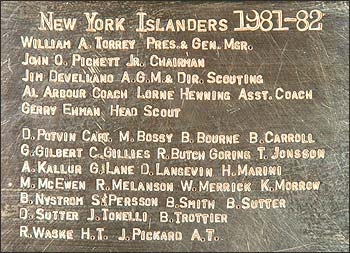 New York Islanders 1981-82
William A. Torrey Pres.& Gen. Mgr.
John O. Pickett Jr. Chairman
Jim Devellano A.G.M.& Dir. Scouting
Al Arbour Coach Lorne Henning Asst. Coach
Gerry Ehman Head Scout
D. Potvin Capt. M. Bossy B. Bourne B. Carroll
G. Gilbert C. Gillies R. Butch Goring T. Jonsson
A. Kallur G. Lane D. Langevin H. Marini
M. McEwen R. Melanson W. Merrick K. Morrow
B. Nystrom S. Persson B. Smith B. Sutter
D. Sutter J. Tonelli, B. Trottier
R. Waske H.T. J. Pickard A.T.